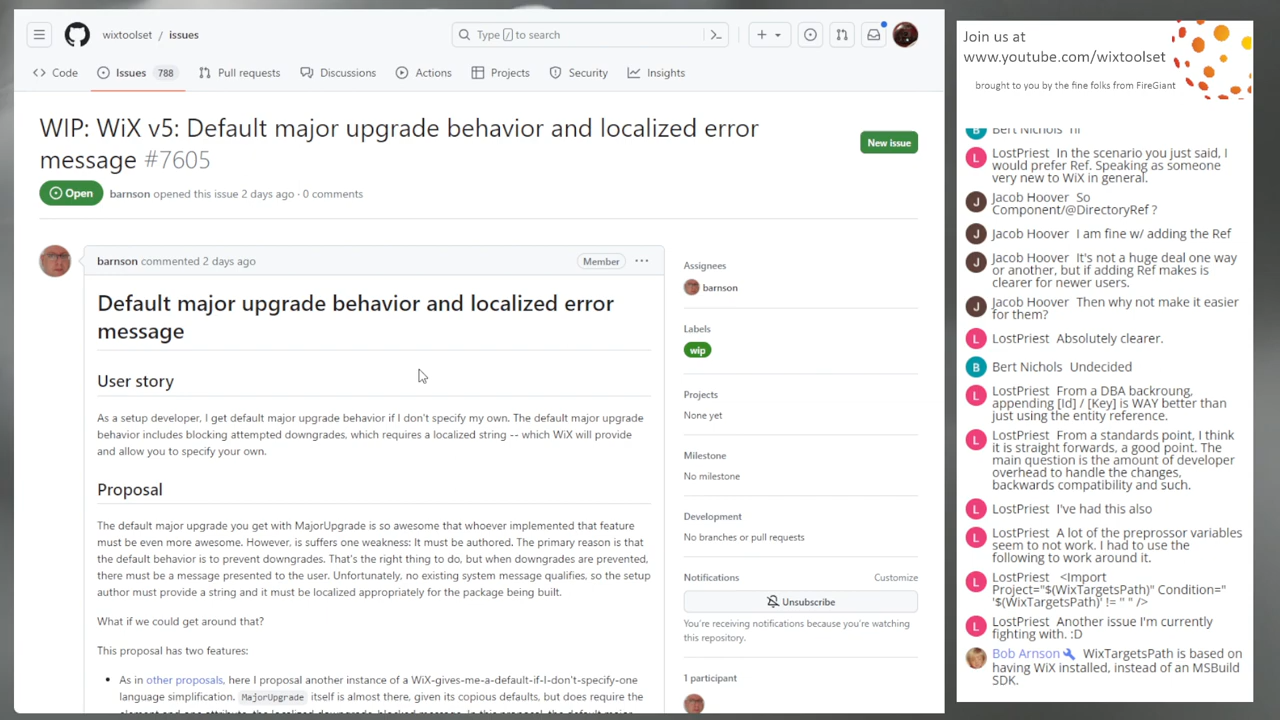 wixtoolset / issues
Type / to search
Code
Issues 788
Pull requests
Discussions
Actions
Projects
Security
Insights
WIP: WiX v5: Default major upgrade behavior and localized error
message #7605
New issue
Open
barnson opened this issue 2 days ago · 0 comments
barnson commented 2 days ago
Member
Default major upgrade behavior and localized error
message
User story
As a setup developer, I get default major upgrade behavior if I don't specify my own. The default major upgrade
behavior includes blocking attempted downgrades, which requires a localized string -- which WiX will provide
and allow you to specify your own.
Proposal
The default major upgrade you get with MajorUpgrade is so awesome that whoever implemented that feature
must be even more awesome. However, is suffers one weakness: It must be authored. The primary reason is that
the default behavior is to prevent downgrades. That's the right thing to do, but when downgrades are prevented,
there must be a message presented to the user. Unfortunately, no existing system message qualifies, so the setup
author must provide a string and it must be localized appropriately for the package being built.
What if we could get around that?
This proposal has two features:
• As in other proposals, here I proposal another instance of a WiX-gives-me-a-default-if-I-don't-specify-one
language simplification. MajorUpgrade itself is almost there, given its copious defaults, but does require the
element and one attribute, the localized downgrade-blocked message. In this proposal, the default major
Assignees
barnson
Labels
wip
Projects
None yet
Milestone
No milestone
Development
No branches or pull requests
Notifications
Customize
Unsubscribe
You're receiving notifications because you're watching
this repository.
1 participant
Join us at
www.youtube.com/wixtoolset
brought to you by the fine folks from FireGiant
B Bert Nichols hi
L LostPriest In the scenario you just said, I
would prefer Ref. Speaking as someone
very new to WiX in general.
J Jacob Hoover So
Component/@DirectoryRef ?
J Jacob Hoover I am fine w/ adding the Ref
J Jacob Hoover It's not a huge deal one way
or another, but if adding Ref makes is
clearer for newer users.
J Jacob Hoover Then why not make it easier
for them?
L LostPriest Absolutely clearer.
B Bert Nichols Undecided
L LostPriest From a DBA backroung,
appending [Id] / [Key] is WAY better than
just using the entity reference.
L LostPriest From a standards point, I think
it is straight forwards, a good point. The
main question is the amount of developer
overhead to handle the changes,
backwards compatibility and such.
L LostPriest I've had this also
L LostPriest A lot of the preprossor variables
seem to not work. I had to use the
following to work around it.
L LostPriest <Import
Project="$(WixTargetsPath)" Condition="
'$(WixTargetsPath)' != '' " />
L LostPriest Another issue I'm currently
fighting with. :D
Bob Arnson WixTargetsPath is based on
having WiX installed, instead of an MSBuild
SDK.